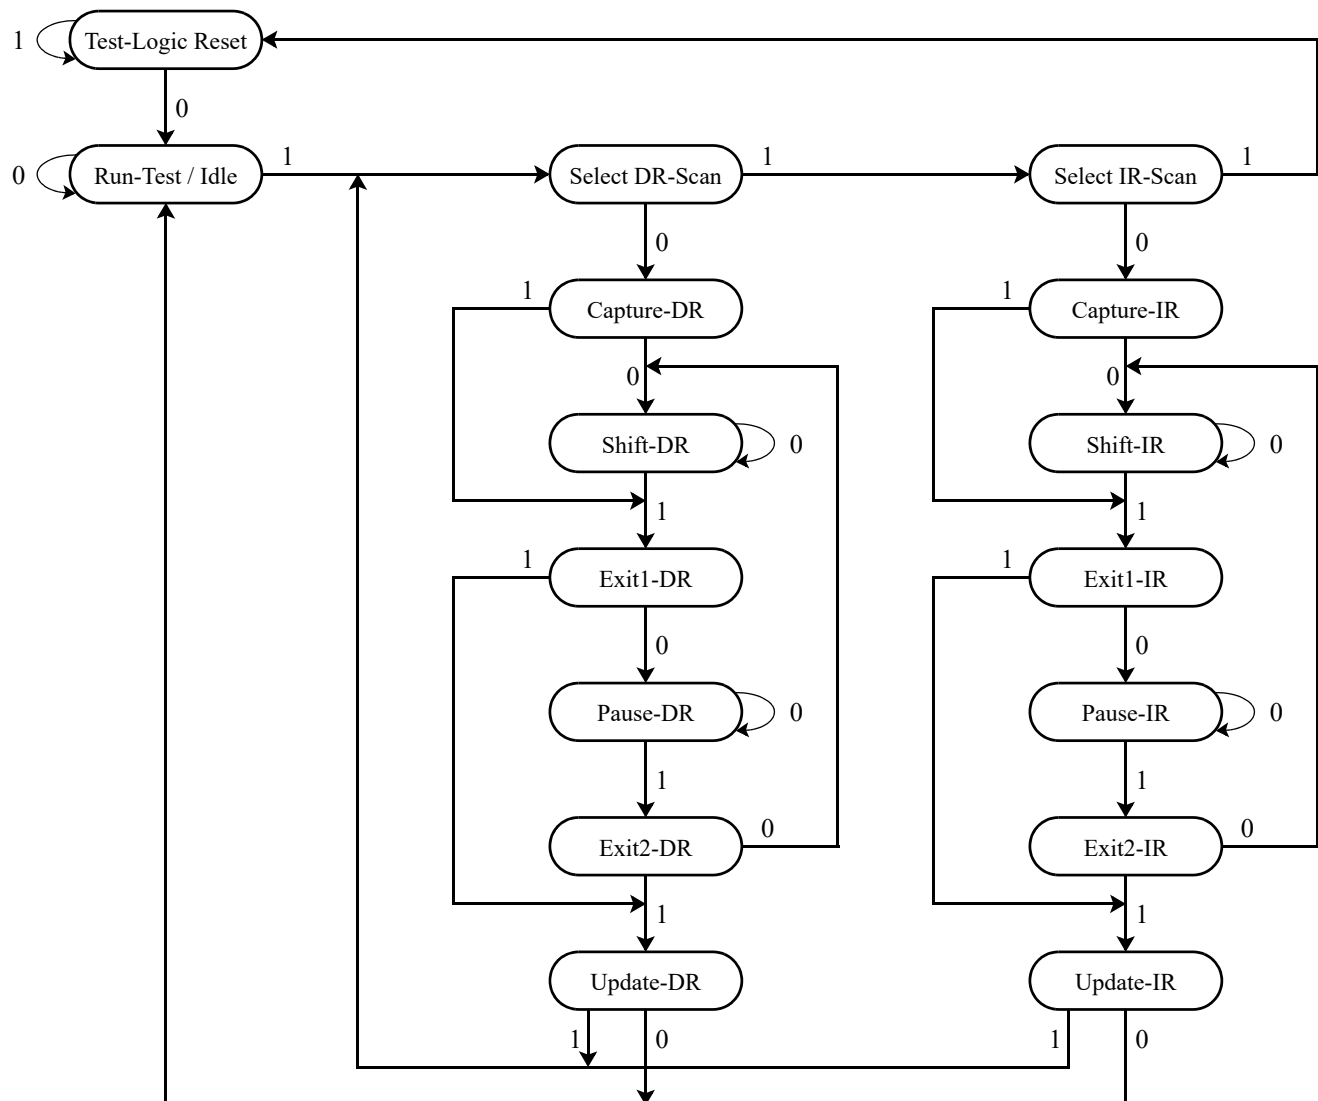 1
Test-Logic Reset
0
0
Run-Test / Idle
1
Select DR-Scan
1
Select IR-Scan
1
0
0
1
Capture-DR
1
Capture-IR
0
0
Shift-DR
0
Shift-IR
0
1
1
1
Exit1-DR
1
Exit1-IR
0
0
Pause-DR
0
Pause-IR
0
1
1
Exit2-DR
0
Exit2-IR
0
1
1
Update-DR
Update-IR
1
0
1
0